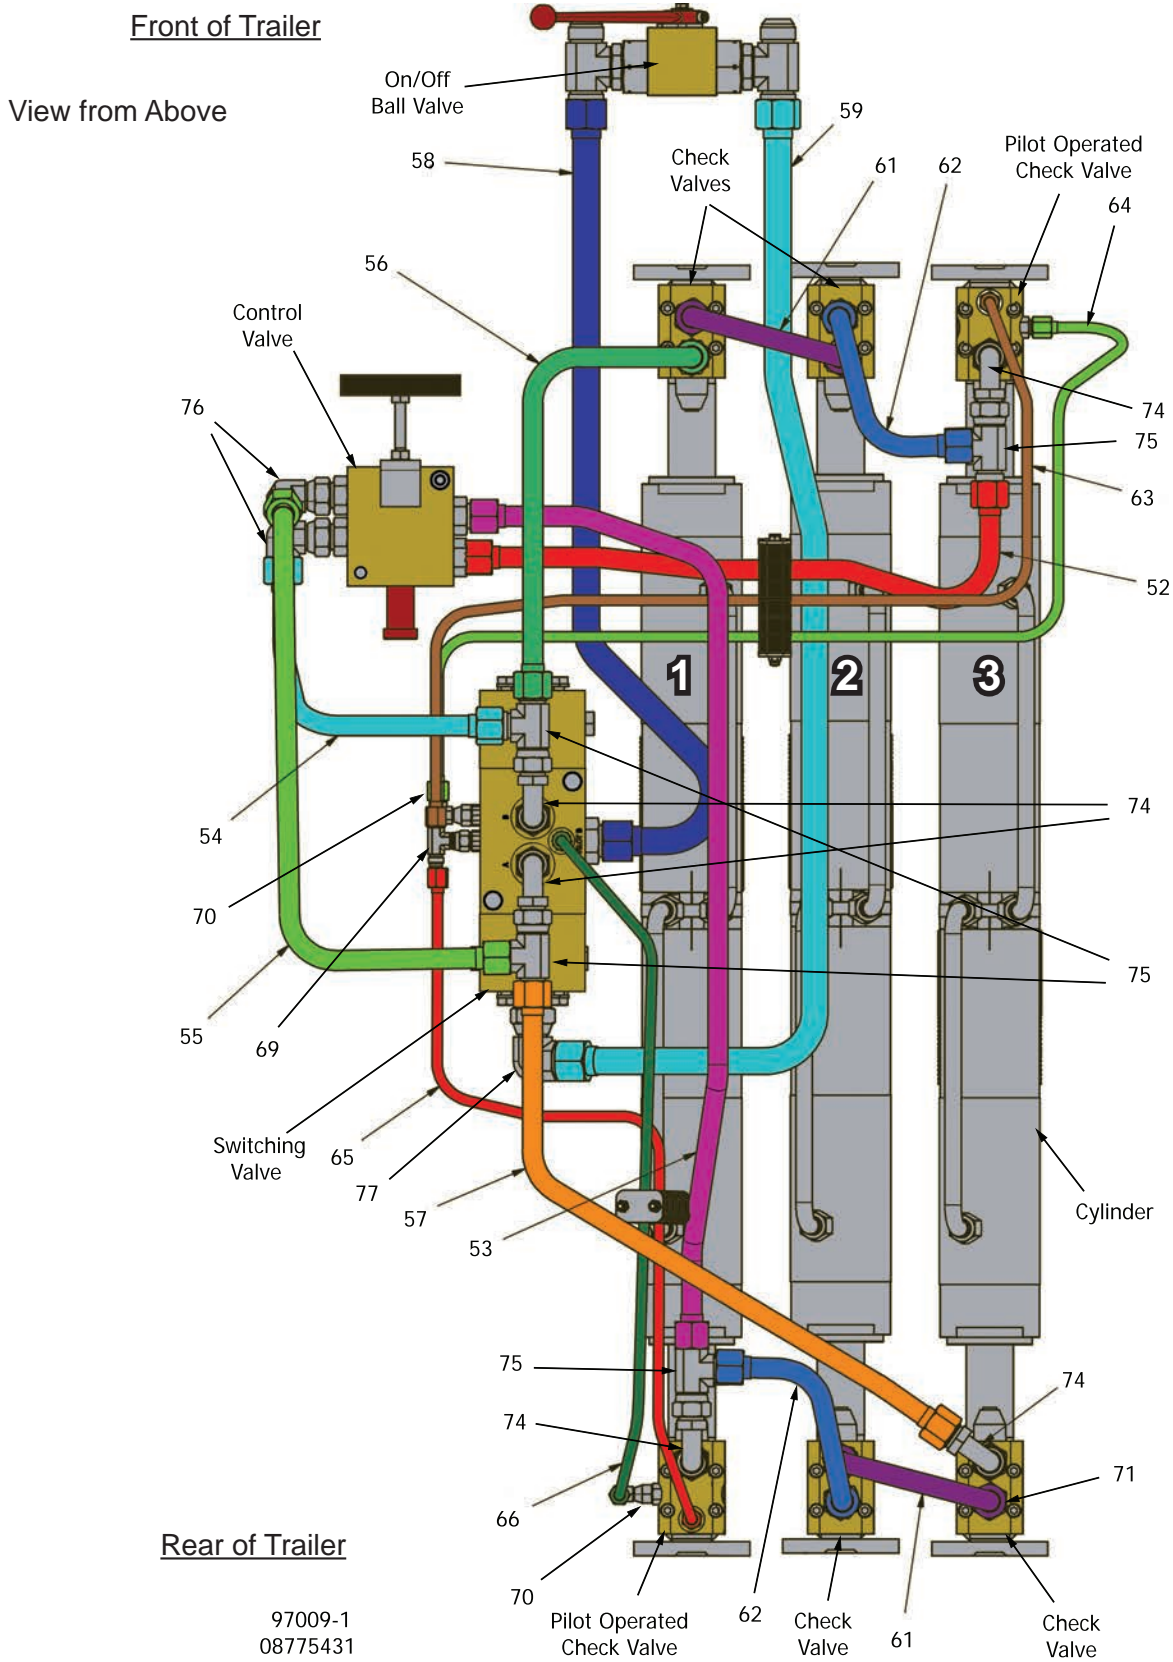 Front of Trailer
View from Above
On/Off
Ball Valve
58
59
Check
Valves
61
62
Pilot Operated
Check Valve
64
56
Control
Valve
76
74
75
62
63
52
1
2
3
54
74
70
75
55
69
Switching
Valve
65
77
57
53
Cylinder
75
74
74
71
66
70
Rear of Trailer
97009-1
08775431
Pilot Operated
Check Valve
62
Check
Valve
61
Check
Valve
B
A